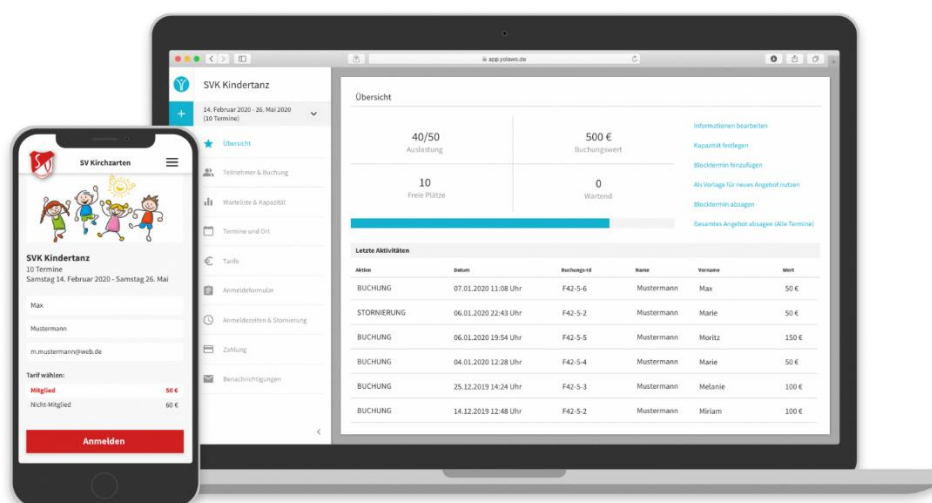 SV Kirchzarten
SVK Kindertanz
10 Termine
Samstag 14. Februar 2020 - Samstag 26. Mai
Max
Mustermann
m.mustermann@web.de
Tarif wählen:
Mitglied 50 €
Nicht-Mitglied 60 €
Anmelden
app.yolawo.de
SVK Kindertanz
14. Februar 2020 - 26. Mai 2020
(10 Termine)
Übersicht
Teilnehmer & Buchung
Warteliste & Kapazität
Termine und Ort
Tarife
Anmeldeformular
Anmeldezeiten & Stornierung
Zahlung
Benachrichtigungen
Übersicht
40/50
Auslastung
500 €
Buchungswert
10
Freie Plätze
0
Wartend
Informationen bearbeiten
Kapazität festlegen
Blocktermin hinzufügen
Als Vorlage für neues Angebot nutzen
Blocktermin absagen
Gesamtes Angebot absagen (Alle Termine)
Letzte Aktivitäten
Aktion Datum Buchungs-Id Name Vorname Wert
BUCHUNG 07.01.2020 11:08 Uhr F42-5-6 Mustermann Max 50 €
STORNIERUNG 06.01.2020 22:43 Uhr F42-5-2 Mustermann Marie 50 €
BUCHUNG 06.01.2020 19:54 Uhr F42-5-5 Mustermann Moritz 150 €
BUCHUNG 04.01.2020 12:28 Uhr F42-5-4 Mustermann Marie 50 €
BUCHUNG 25.12.2019 14:24 Uhr F42-5-3 Mustermann Melanie 100 €
BUCHUNG 14.12.2019 12:48 Uhr F42-5-2 Mustermann Miriam 100 €